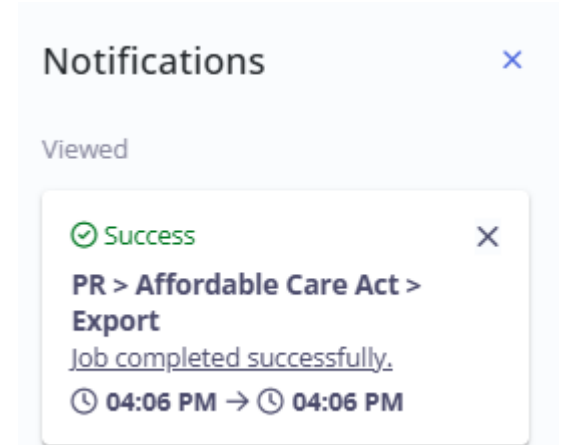 Notifications
Viewed
Success
PR > Affordable Care Act >
Export
Job completed successfully.
04:06 PM → 04:06 PM